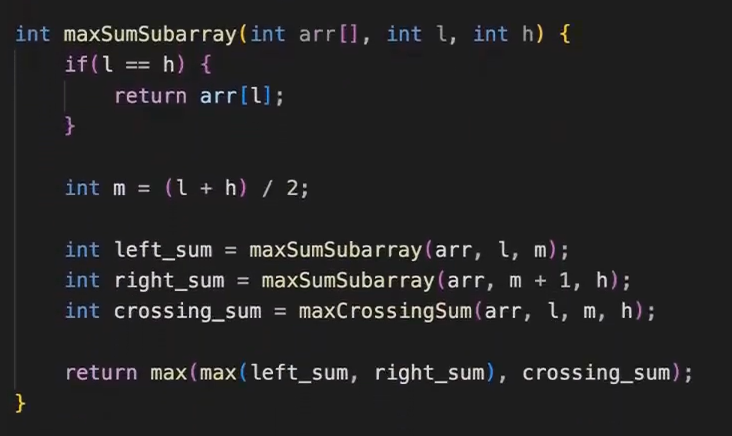 int maxSumSubarray(int arr[], int l, int h) {
    if(l == h) {
        return arr[l];
    }

    int m = (l + h) / 2;

    int left_sum = maxSumSubarray(arr, l, m);
    int right_sum = maxSumSubarray(arr, m + 1, h);
    int crossing_sum = maxCrossingSum(arr, l, m, h);

    return max(max(left_sum, right_sum), crossing_sum);
}